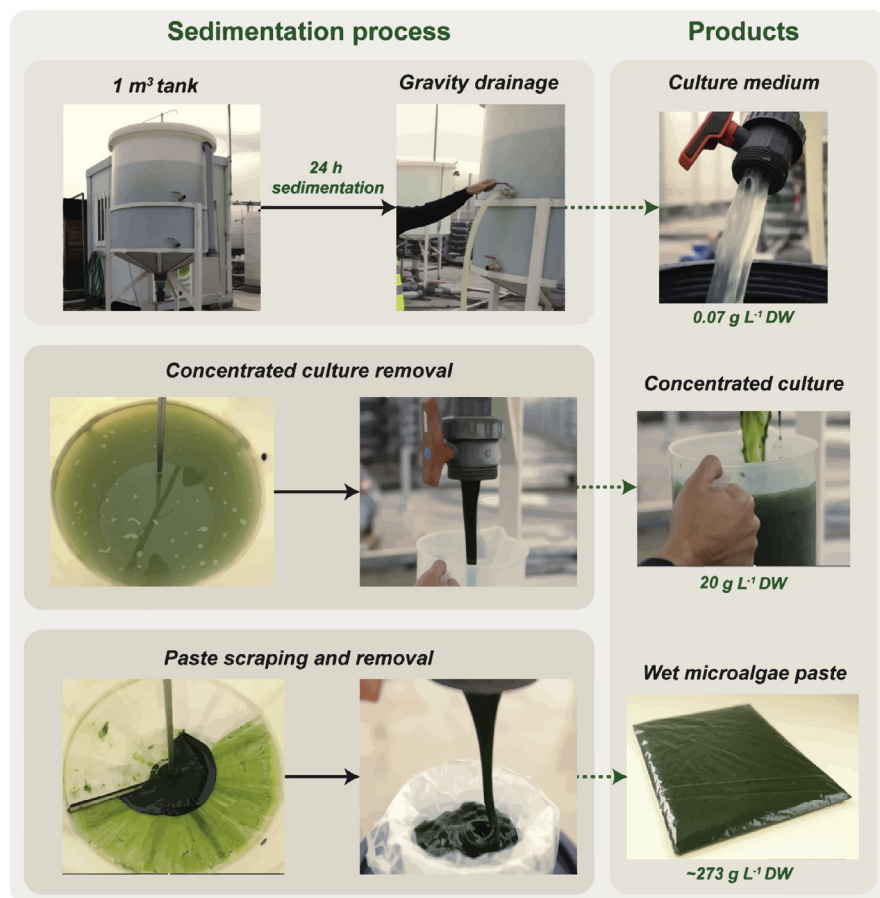 Sedimentation process
Products
1 m³ tank
Gravity drainage
Culture medium
24 h
sedimentation
0.07 g L⁻¹ DW
Concentrated culture removal
Concentrated culture
20 g L⁻¹ DW
Paste scraping and removal
Wet microalgae paste
~273 g L⁻¹ DW